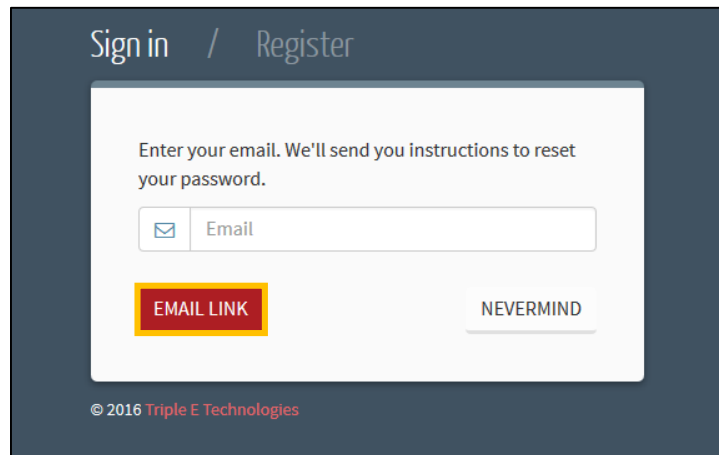 Sign in / Register
Enter your email. We'll send you instructions to reset
your password.
Email
EMAIL LINK NEVERMIND
© 2016 Triple E Technologies